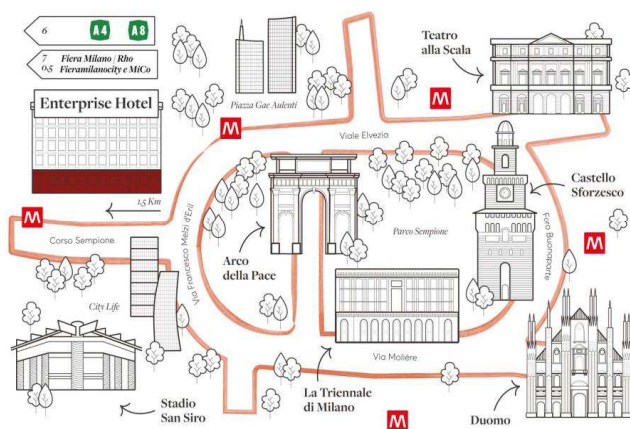 6 A4 A8
7 Fiera Milano / Rho
0.5 Fieramilanocity e MiCo
Enterprise Hotel
1.5 Km
M
Corso Sempione
City Life
Stadio
San Siro
Piazza Gae Aulenti
M
Via Francesco Melzi d'Eril
Arco
della Pace
Viale Elvezia
Parco Sempione
M
Teatro
alla Scala
Castello
Sforzesco
Foro Buonaparte
M
Via Molière
La Triennale
di Milano
M
Duomo